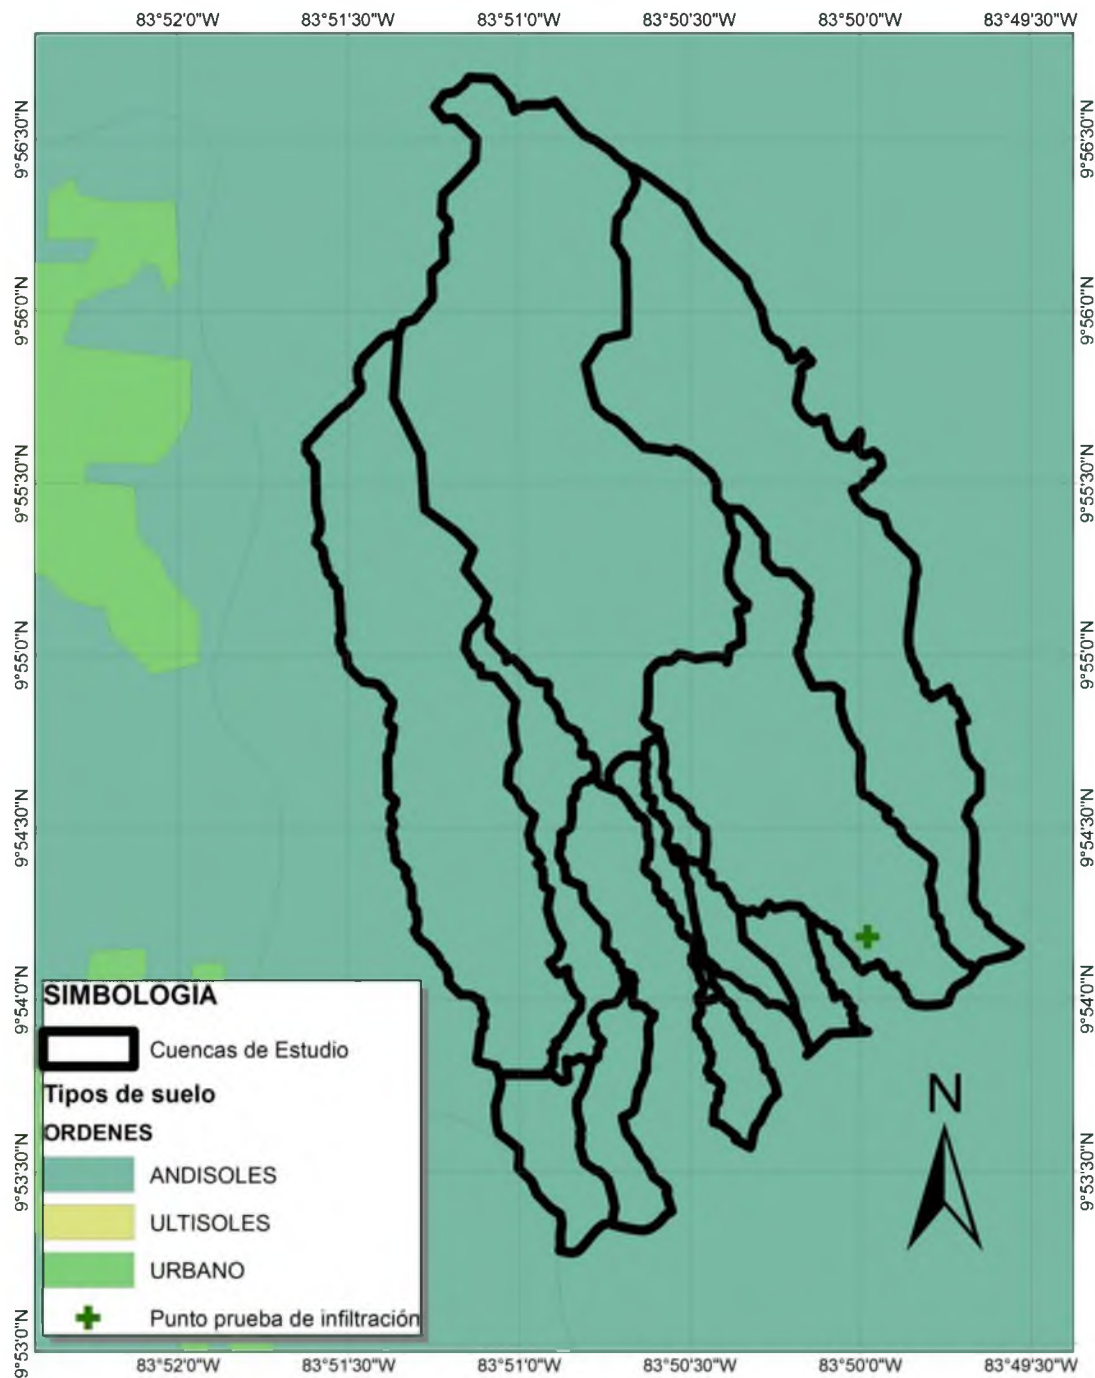 83°52'0"W 83°51'30"W 83°51'0"W 83°50'30"W 83°50'0"W 83°49'30"W
9°56'30"N 9°56'30"N
9°56'0"N 9°56'0"N
9°55'30"N 9°55'30"N
9°55'0"N 9°55'0"N
9°54'30"N 9°54'30"N
9°54'0"N 9°54'0"N
9°53'30"N 9°53'30"N
9°53'0"N 9°53'0"N
SIMBOLOGÍA
Cuencas de Estudio
Tipos de suelo
ORDENES
ANDISOLES
ULTISOLES
URBANO
Punto prueba de infiltración
N
83°52'0"W 83°51'30"W 83°51'0"W 83°50'30"W 83°50'0"W 83°49'30"W